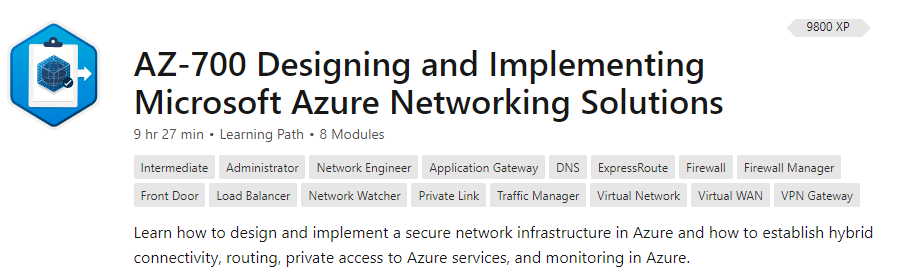 9800 XP
AZ-700 Designing and Implementing
Microsoft Azure Networking Solutions
9 hr 27 min • Learning Path • 8 Modules
Intermediate Administrator Network Engineer Application Gateway DNS ExpressRoute Firewall Firewall Manager
Front Door Load Balancer Network Watcher Private Link Traffic Manager Virtual Network Virtual WAN VPN Gateway
Learn how to design and implement a secure network infrastructure in Azure and how to establish hybrid
connectivity, routing, private access to Azure services, and monitoring in Azure.